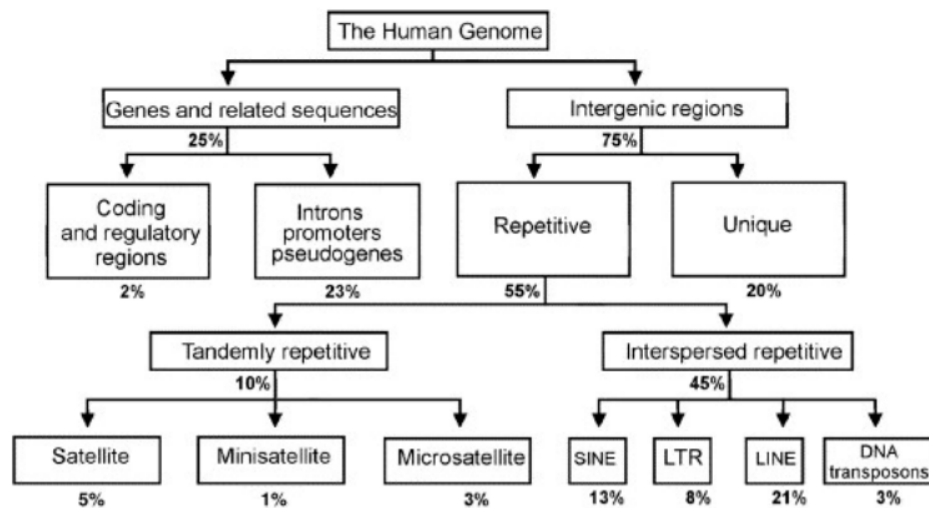 The Human Genome
Genes and related sequences
Intergenic regions
25%
75%
Coding
and regulatory
regions
Introns
promoters
pseudogenes
Repetitive
Unique
2%
23%
55%
20%
Tandemly repetitive
Interspersed repetitive
10%
45%
Satellite
Minisatellite
Microsatellite
SINE
LTR
LINE
DNA
transposons
5%
1%
3%
13%
8%
21%
3%